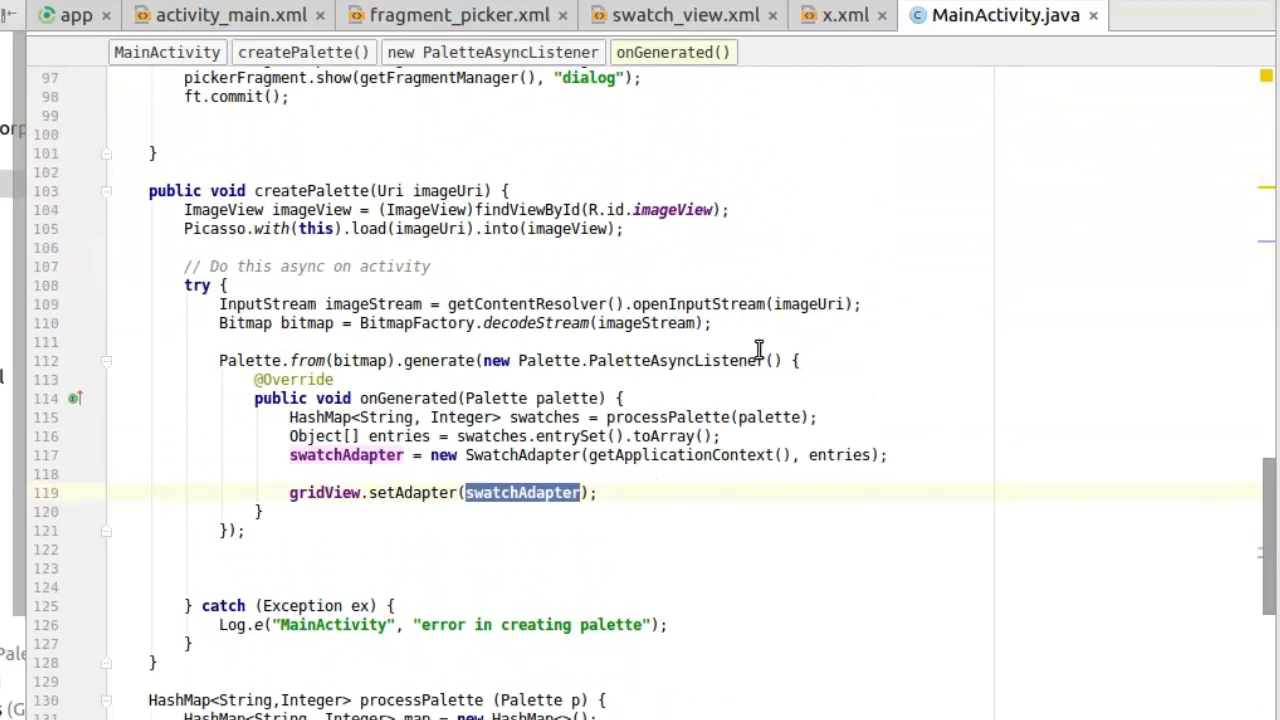 app
activity_main.xml
fragment_picker.xml
swatch_view.xml
x.xml
MainActivity.java
MainActivity
createPalette()
new PaletteAsyncListener
onGenerated()
97 pickerFragment.show(getFragmentManager(), "dialog");
98 ft.commit();
99
100
101 }
102
103 public void createPalette(Uri imageUri) {
104 ImageView imageView = (ImageView)findViewById(R.id.imageView);
105 Picasso.with(this).load(imageUri).into(imageView);
106
107 // Do this async on activity
108 try {
109 InputStream imageStream = getContentResolver().openInputStream(imageUri);
110 Bitmap bitmap = BitmapFactory.decodeStream(imageStream);
111
112 Palette.from(bitmap).generate(new Palette.PaletteAsyncListener() {
113 @Override
114 public void onGenerated(Palette palette) {
115 HashMap<String, Integer> swatches = processPalette(palette);
116 Object[] entries = swatches.entrySet().toArray();
117 swatchAdapter = new SwatchAdapter(getApplicationContext(), entries);
118
119 gridView.setAdapter(swatchAdapter);
120 }
121 });
122
123
124
125 } catch (Exception ex) {
126 Log.e("MainActivity", "error in creating palette");
127 }
128 }
129
130 HashMap<String,Integer> processPalette (Palette p) {
131 HashMap<String, Integer> map = new HashMap<>();